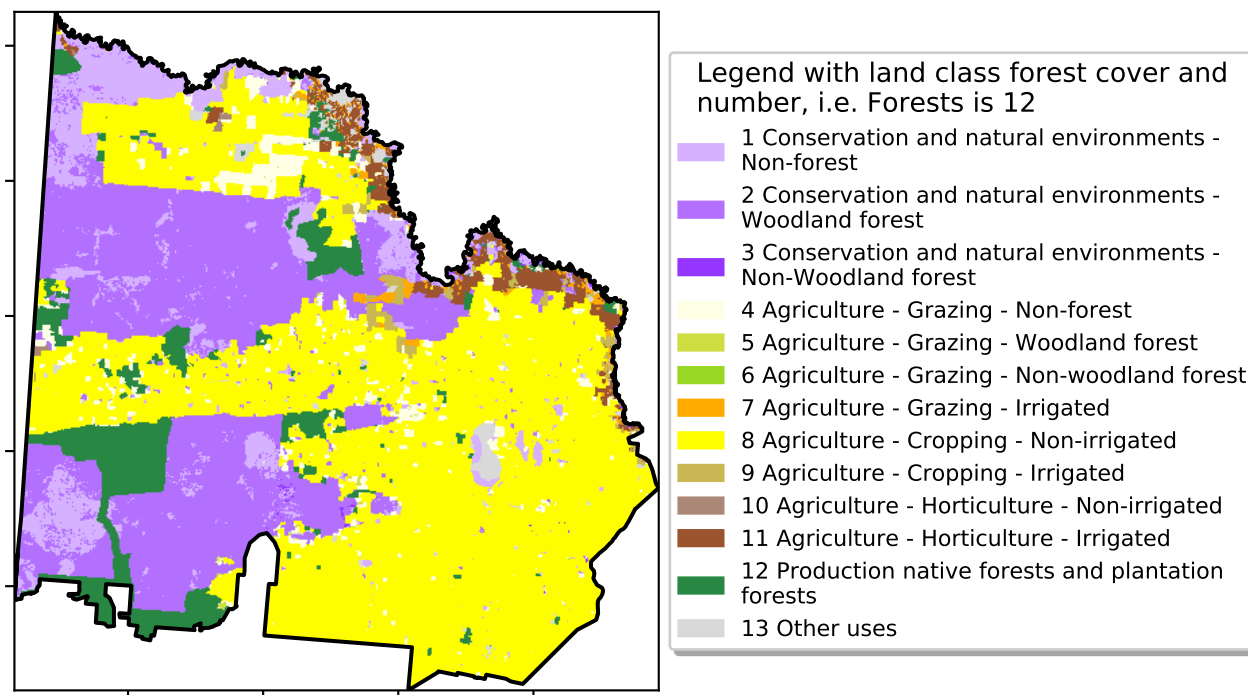 Legend with land class forest cover and
number, i.e. Forests is 12
1 Conservation and natural environments -
Non-forest
2 Conservation and natural environments -
Woodland forest
3 Conservation and natural environments -
Non-Woodland forest
4 Agriculture - Grazing - Non-forest
5 Agriculture - Grazing - Woodland forest
6 Agriculture - Grazing - Non-woodland forest
7 Agriculture - Grazing - Irrigated
8 Agriculture - Cropping - Non-irrigated
9 Agriculture - Cropping - Irrigated
10 Agriculture - Horticulture - Non-irrigated
11 Agriculture - Horticulture - Irrigated
12 Production native forests and plantation
forests
13 Other uses